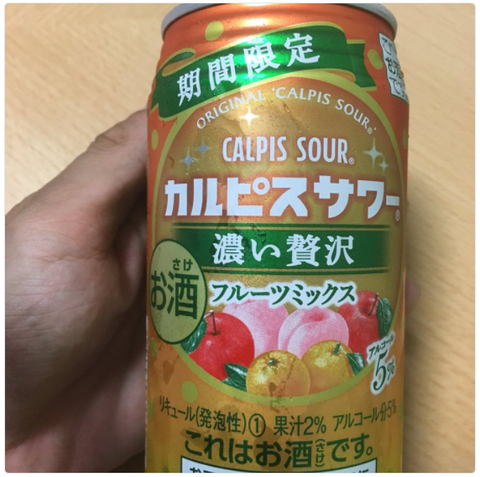 期間限定
ORIGINAL "CALPIS SOUR"®
CALPIS SOUR®
カルピスサワー®
濃い贅沢
お酒
さけ
フルーツミックス
アルコール
5%
リキュール(発泡性)① 果汁2% アルコール分5%
これはお酒(さけ)です。